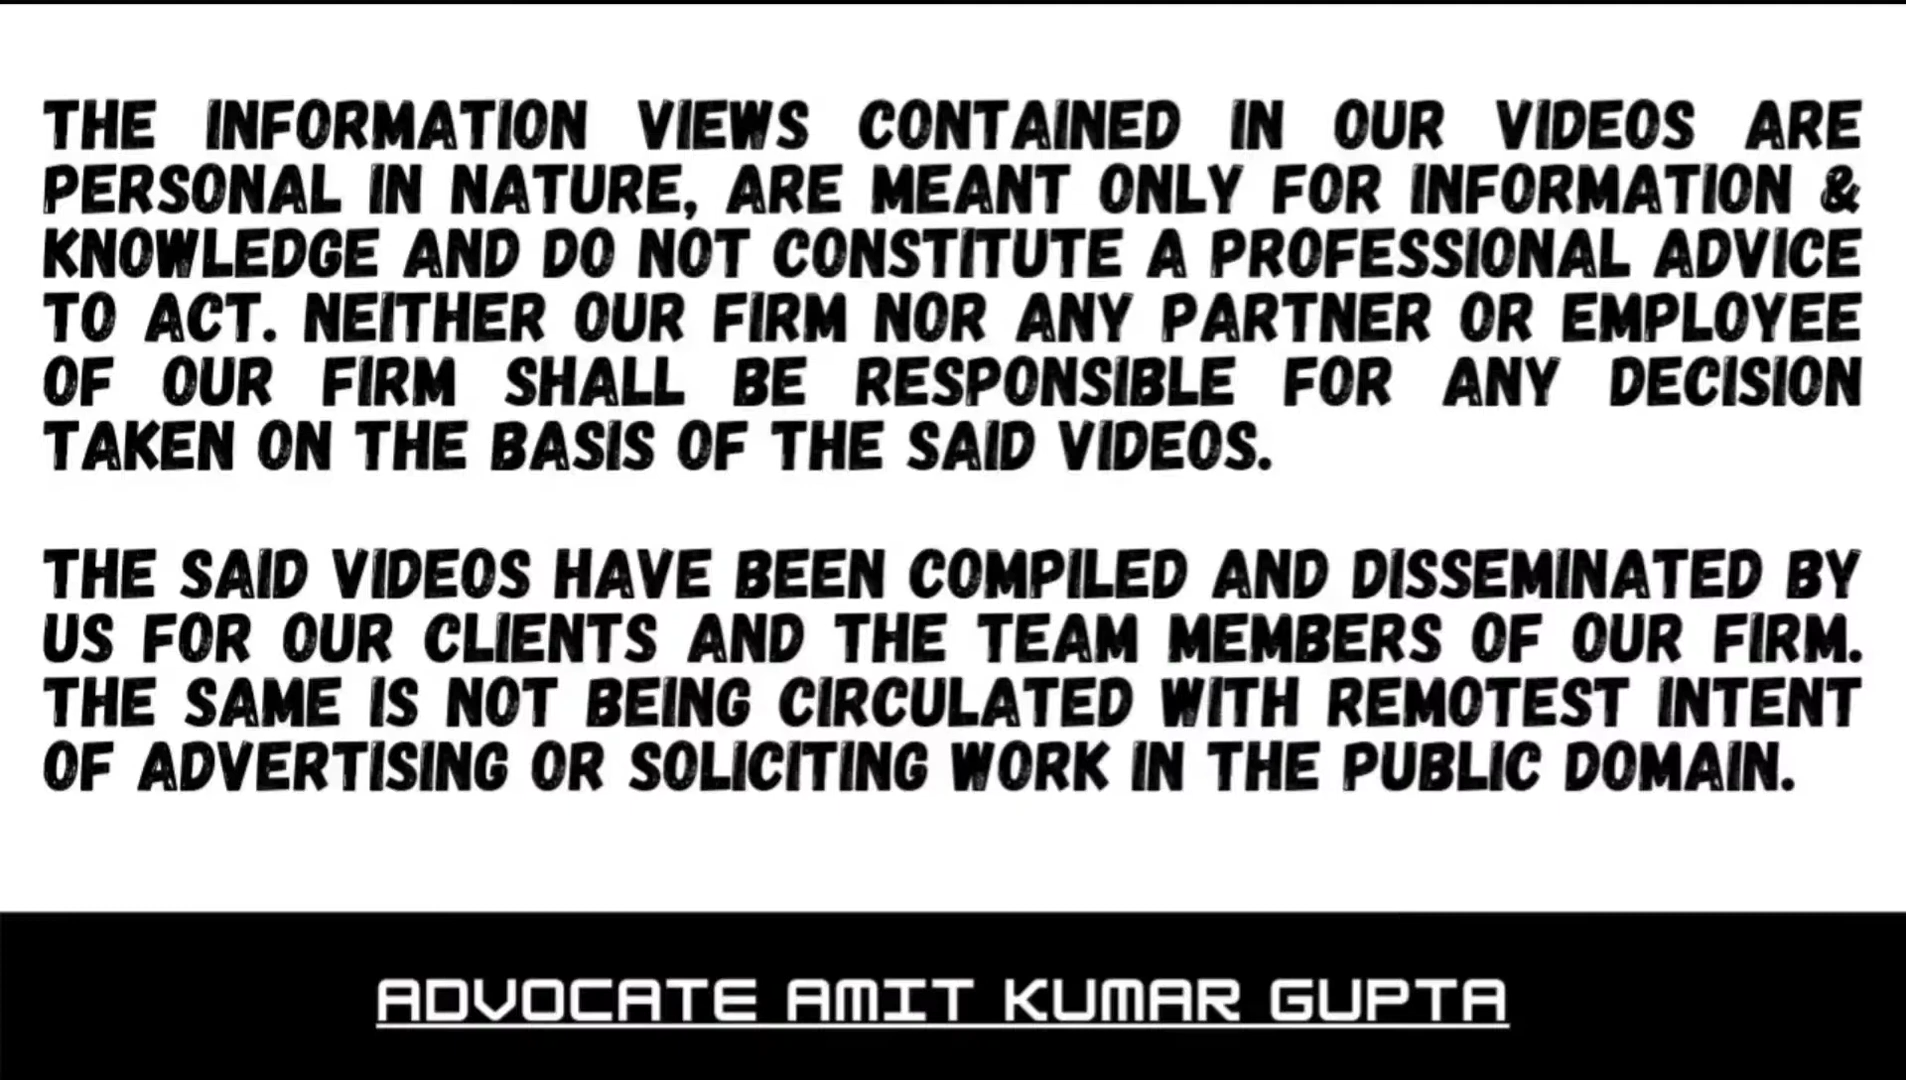 THE INFORMATION VIEWS CONTAINED IN OUR VIDEOS ARE
PERSONAL IN NATURE, ARE MEANT ONLY FOR INFORMATION &
KNOWLEDGE AND DO NOT CONSTITUTE A PROFESSIONAL ADVICE
TO ACT. NEITHER OUR FIRM NOR ANY PARTNER OR EMPLOYEE
OF OUR FIRM SHALL BE RESPONSIBLE FOR ANY DECISION
TAKEN ON THE BASIS OF THE SAID VIDEOS.
THE SAID VIDEOS HAVE BEEN COMPILED AND DISSEMINATED BY
US FOR OUR CLIENTS AND THE TEAM MEMBERS OF OUR FIRM.
THE SAME IS NOT BEING CIRCULATED WITH REMOTEST INTENT
OF ADVERTISING OR SOLICITING WORK IN THE PUBLIC DOMAIN.
ADVOCATE AMIT KUMAR GUPTA